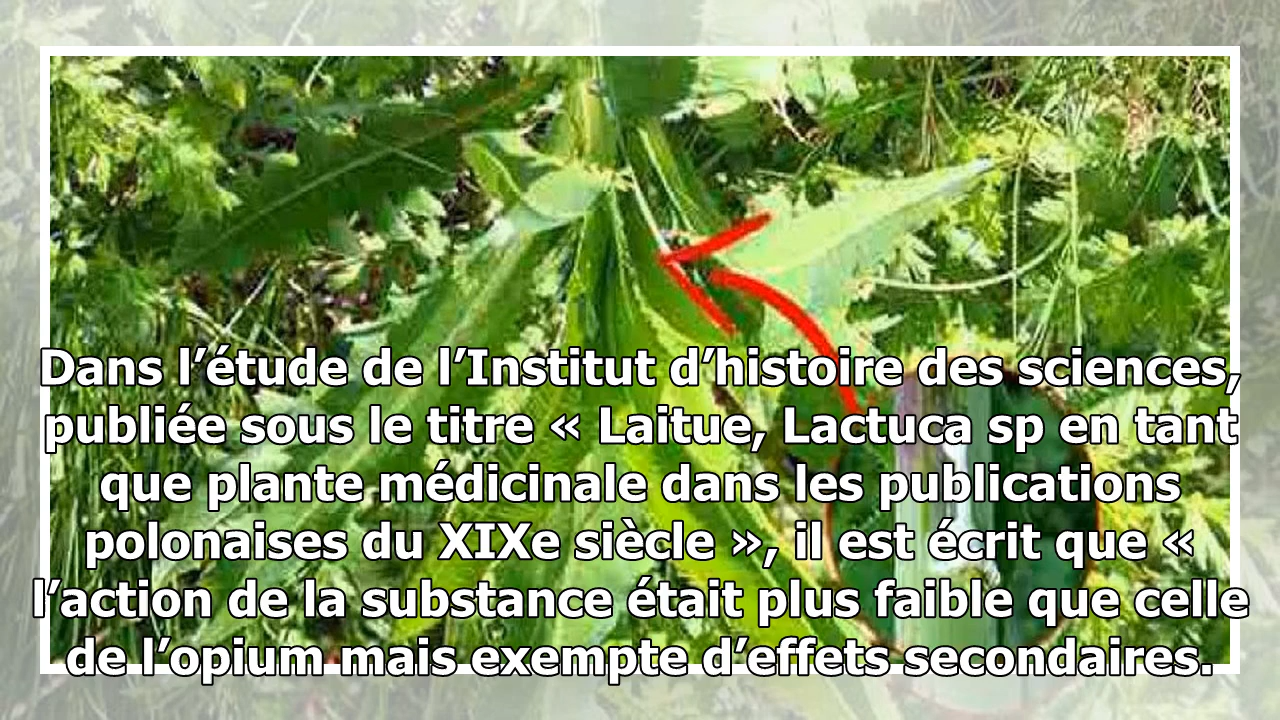 Dans l’étude de l’Institut d’histoire des sciences,
publiée sous le titre « Laitue, Lactuca sp en tant
que plante médicinale dans les publications
polonaises du XIXe siècle », il est écrit que «
l’action de la substance était plus faible que celle
de l’opium mais exempte d’effets secondaires.